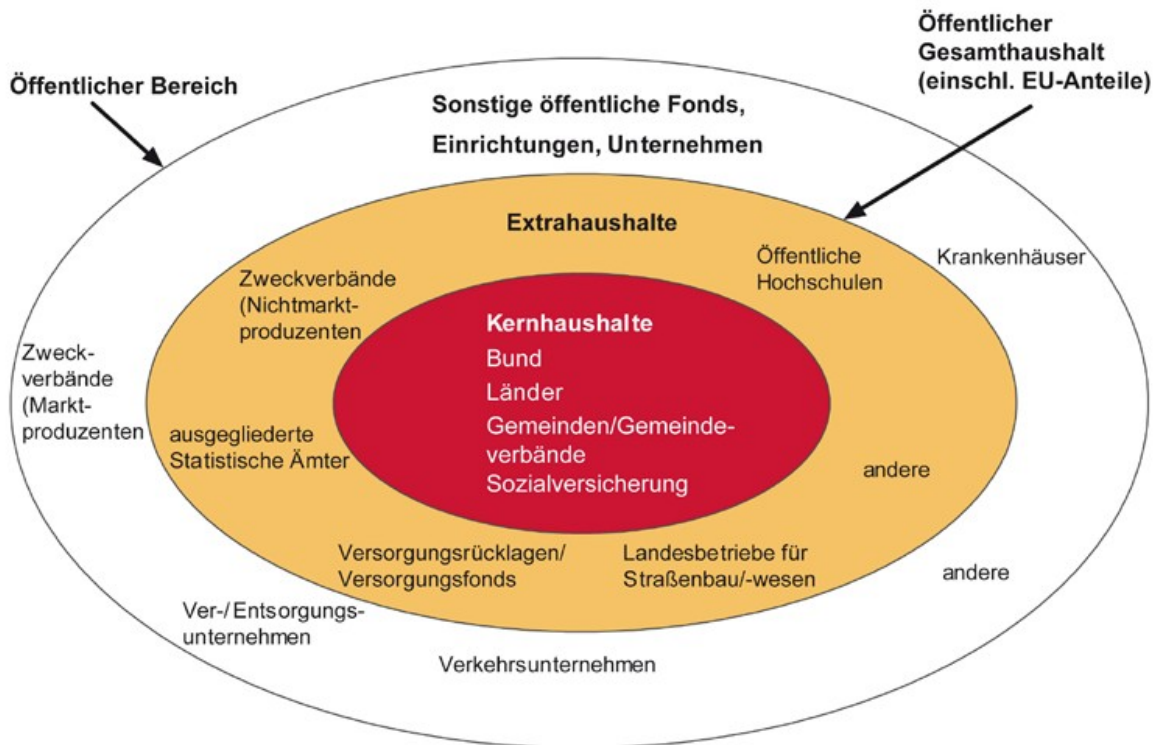 Öffentlicher
Gesamthaushalt
(einschl. EU-Anteile)
Öffentlicher Bereich
Sonstige öffentliche Fonds,
Einrichtungen, Unternehmen
Extrahaushalte
Öffentliche
Hochschulen
Krankenhäuser
Zweckverbände
(Nichtmarkt-
produzenten
Kernhaushalte
Bund
Länder
Gemeinden/Gemeinde-
verbände
Sozialversicherung
Zweck-
verbände
(Markt-
produzenten
ausgegliederte
Statistische Ämter
andere
Versorgungsrücklagen/
Versorgungsfonds
Landesbetriebe für
Straßenbau/-wesen
andere
Ver-/Entsorgungs-
unternehmen
Verkehrsunternehmen